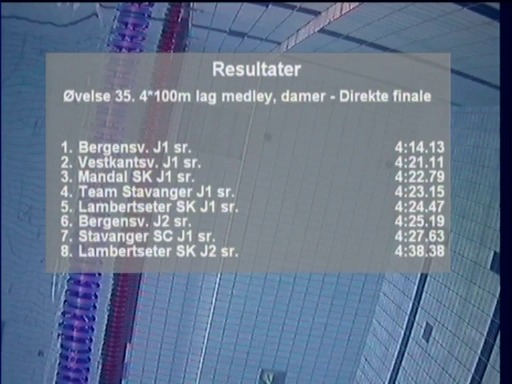 Resultater
Øvelse 35. 4*100m lag medley, damer - Direkte finale
1. Bergensv. J1 sr. 4:14.13
2. Vestkantsv. J1 sr. 4:21.11
3. Mandal SK J1 sr. 4:22.79
4. Team Stavanger J1 sr. 4:23.15
5. Lambertseter SK J1 sr. 4:24.47
6. Bergensv. J2 sr. 4:25.19
7. Stavanger SC J1 sr. 4:27.63
8. Lambertseter SK J2 sr. 4:38.38